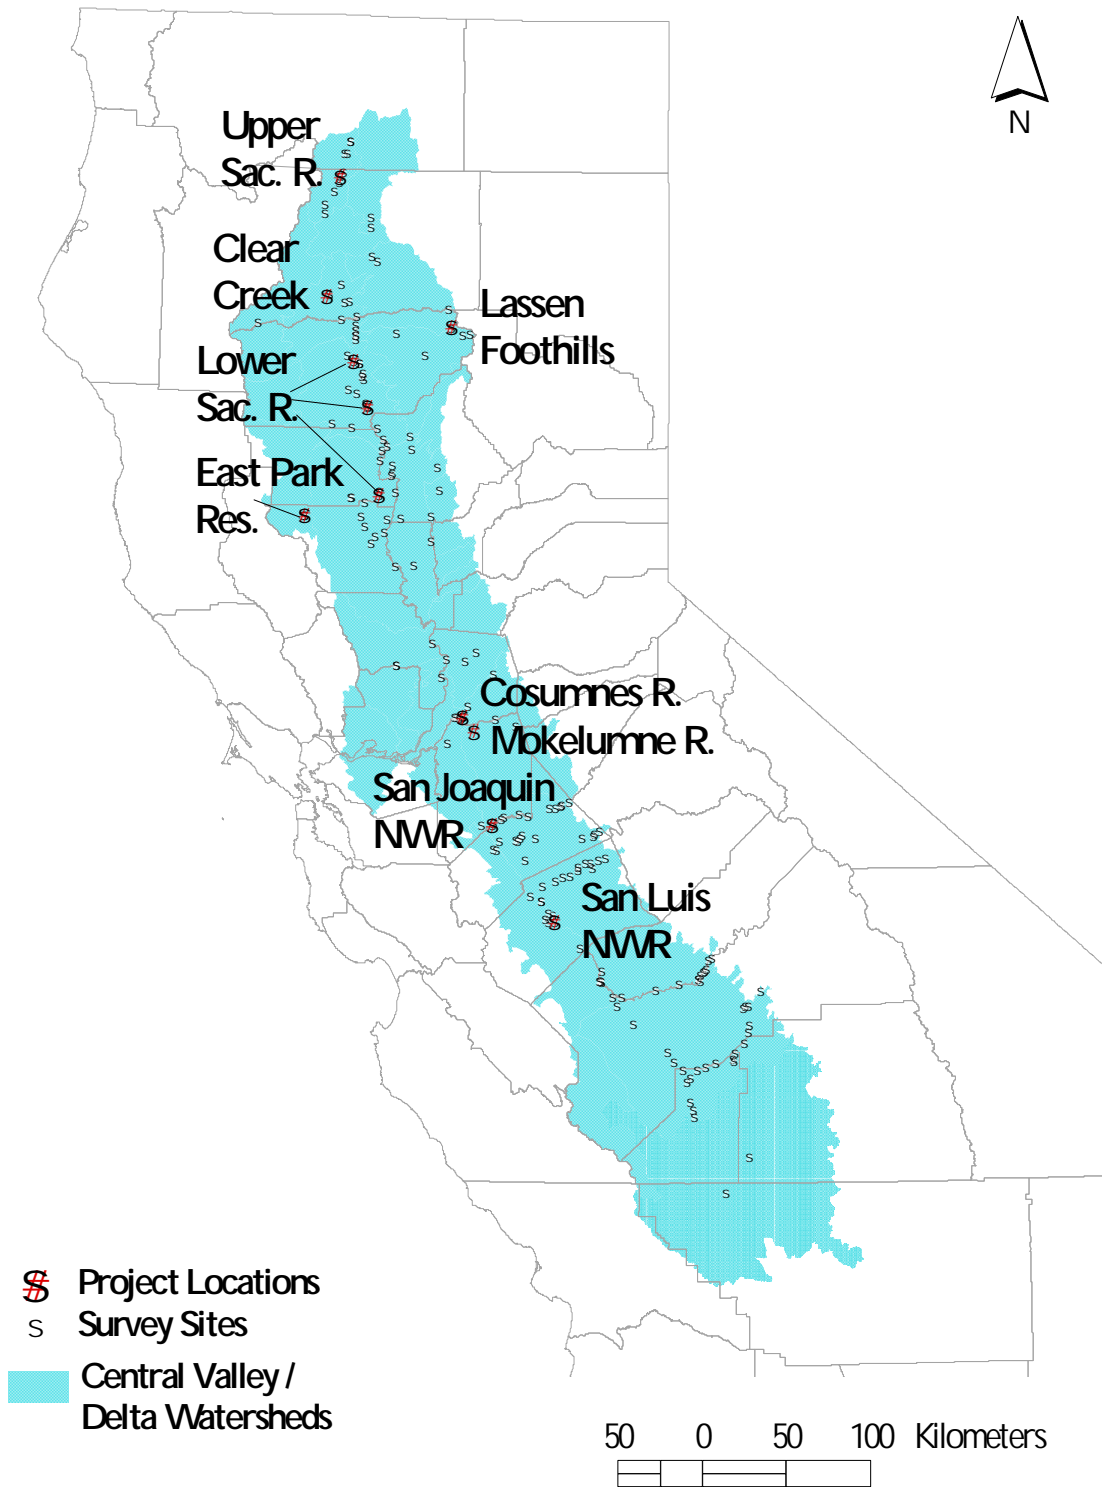 N
Upper
Sac. R.
Clear
Creek
Lassen
Foothills
Lower
Sac. R.
East Park
Res.
Cosumnes R.
Mokelumne R.
San Joaquin
NWR
San Luis
NWR
Project Locations
S Survey Sites
Central Valley /
Delta Watersheds
50 0 50 100 Kilometers